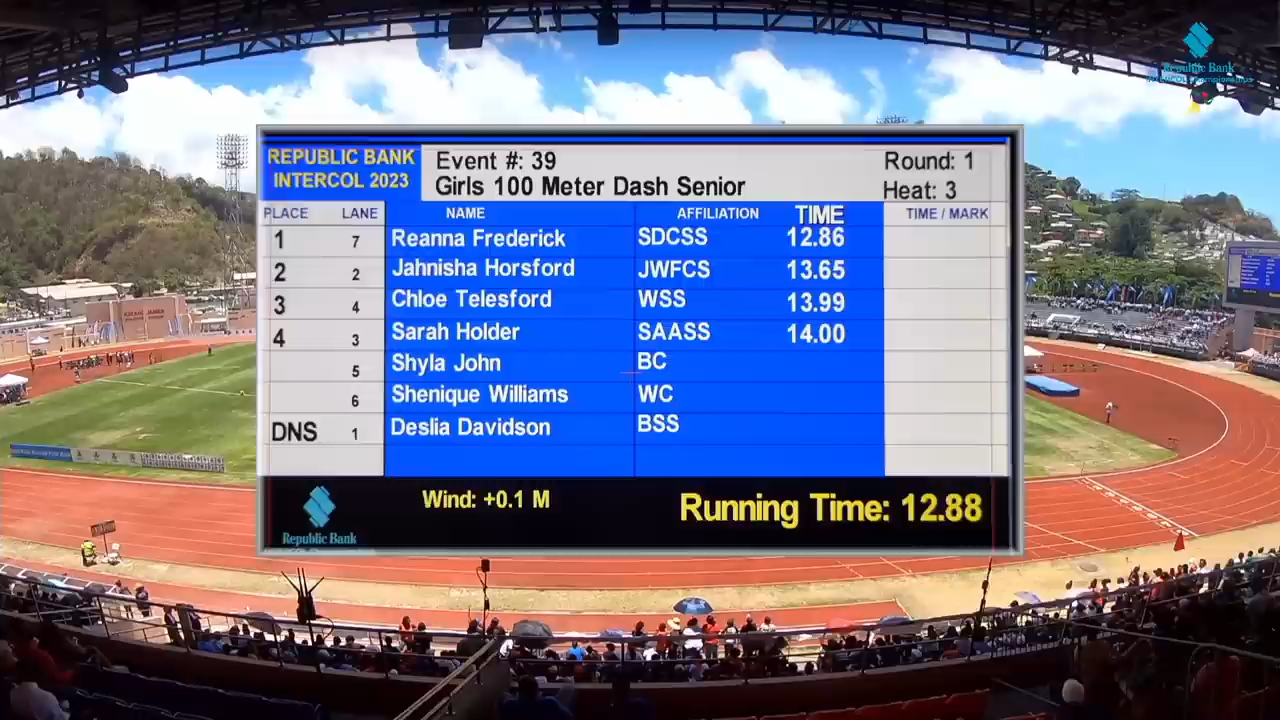 Republic Bank
REPUBLIC BANK
INTERCOL 2023
Event #: 39
Girls 100 Meter Dash Senior
Round: 1
Heat: 3
PLACE LANE NAME AFFILIATION TIME TIME / MARK
1 7 Reanna Frederick SDCSS 12.86
2 2 Jahnisha Horsford JWFCS 13.65
3 4 Chloe Telesford WSS 13.99
4 3 Sarah Holder SAASS 14.00
5 Shyla John BC
6 Shenique Williams WC
DNS 1 Deslia Davidson BSS
Wind: +0.1 M
Running Time: 12.88
Republic Bank